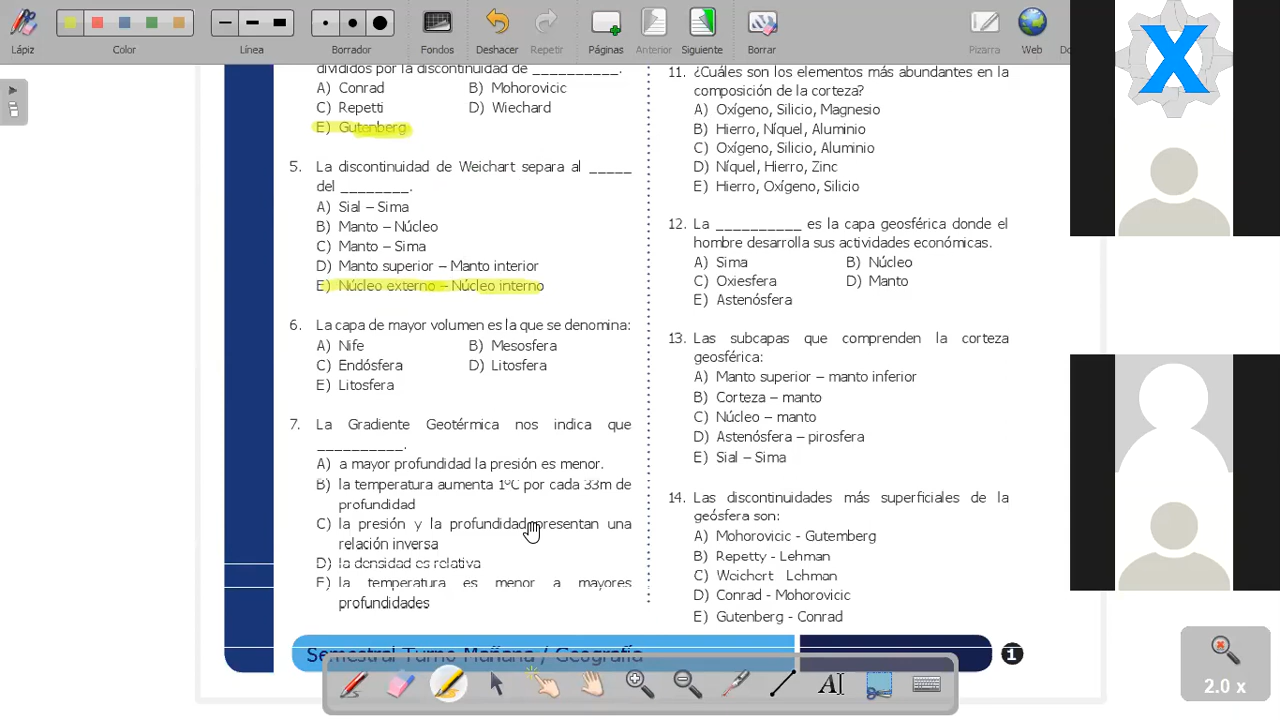 Lápiz
Color
Línea
Borrador
Fondos
Deshacer
Repetir
Páginas
Anterior
Siguiente
Borrar
Pizarra
Web
divididos por la discontinuidad de __________.
A) Conrad B) Mohorovicic
C) Repetti D) Wiechard
E) Gutenberg
5. La discontinuidad de Weichart separa al _____
del ________.
A) Sial – Sima
B) Manto – Núcleo
C) Manto – Sima
D) Manto superior – Manto interior
E) Núcleo externo – Núcleo interno
6. La capa de mayor volumen es la que se denomina:
A) Nife B) Mesosfera
C) Endósfera D) Litosfera
E) Litosfera
7. La Gradiente Geotérmica nos indica que
__________.
A) a mayor profundidad la presión es menor.
B) la temperatura aumenta 1°C por cada 33m de
profundidad
C) la presión y la profundidad presentan una
relación inversa
D) la densidad es relativa
E) la temperatura es menor a mayores
profundidades
11. ¿Cuáles son los elementos más abundantes en la
composición de la corteza?
A) Oxígeno, Silicio, Magnesio
B) Hierro, Níquel, Aluminio
C) Oxígeno, Silicio, Aluminio
D) Níquel, Hierro, Zinc
E) Hierro, Oxígeno, Silicio
12. La __________ es la capa geosférica donde el
hombre desarrolla sus actividades económicas.
A) Sima B) Núcleo
C) Oxiesfera D) Manto
E) Astenósfera
13. Las subcapas que comprenden la corteza
geosférica:
A) Manto superior – manto inferior
B) Corteza – manto
C) Núcleo – manto
D) Astenósfera – pirosfera
E) Sial – Sima
14. Las discontinuidades más superficiales de la
geósfera son:
A) Mohorovicic - Gutemberg
B) Repetty - Lehman
C) Weichert - Lehman
D) Conrad - Mohorovicic
E) Gutenberg - Conrad
Semestral Turno Mañana / Geografía
1
X
2.0 x